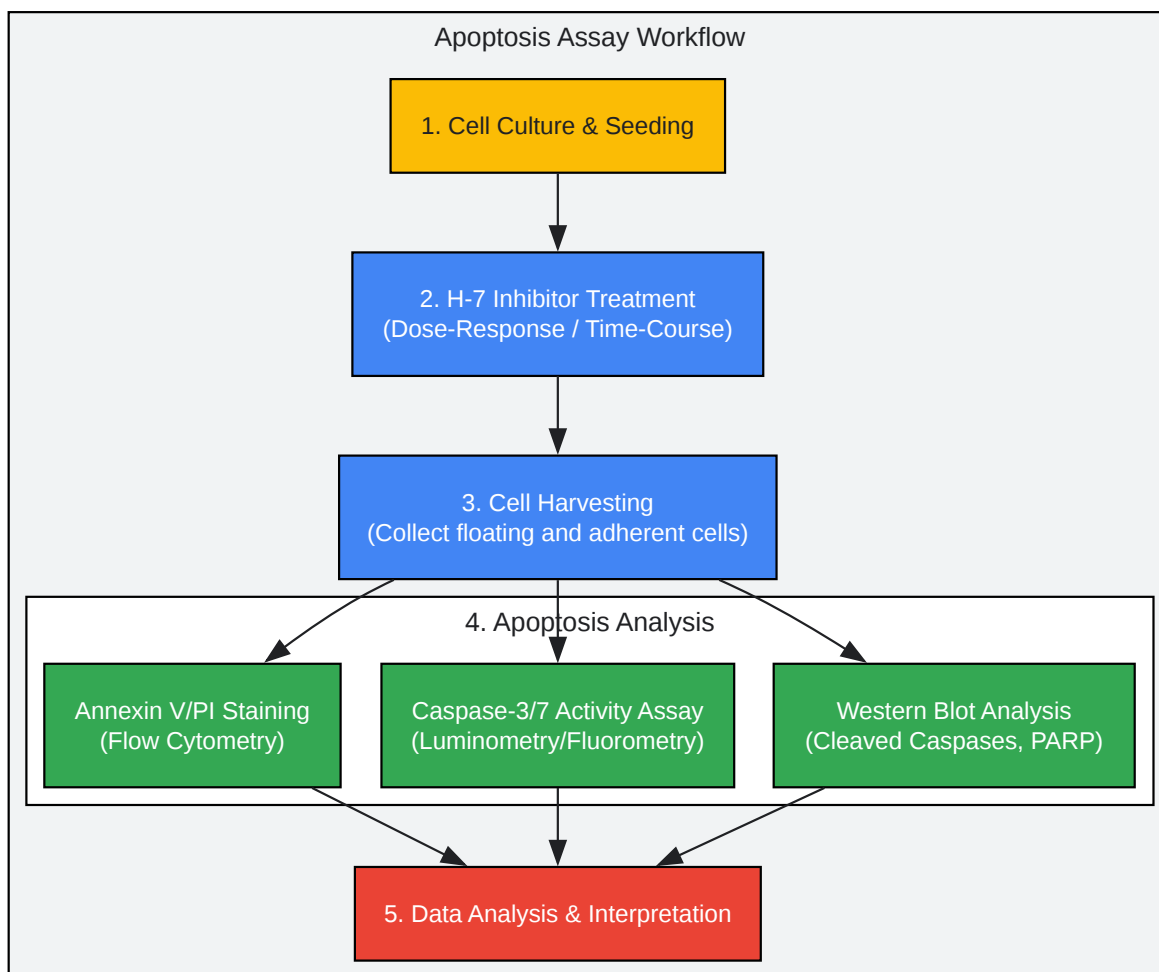 Apoptosis Assay Workflow
1. Cell Culture & Seeding
2. H-7 Inhibitor Treatment
(Dose-Response / Time-Course)
3. Cell Harvesting
(Collect floating and adherent cells)
4. Apoptosis Analysis
Annexin V/PI Staining
(Flow Cytometry)
Caspase-3/7 Activity Assay
(Luminometry/Fluorometry)
Western Blot Analysis
(Cleaved Caspases, PARP)
5. Data Analysis & Interpretation